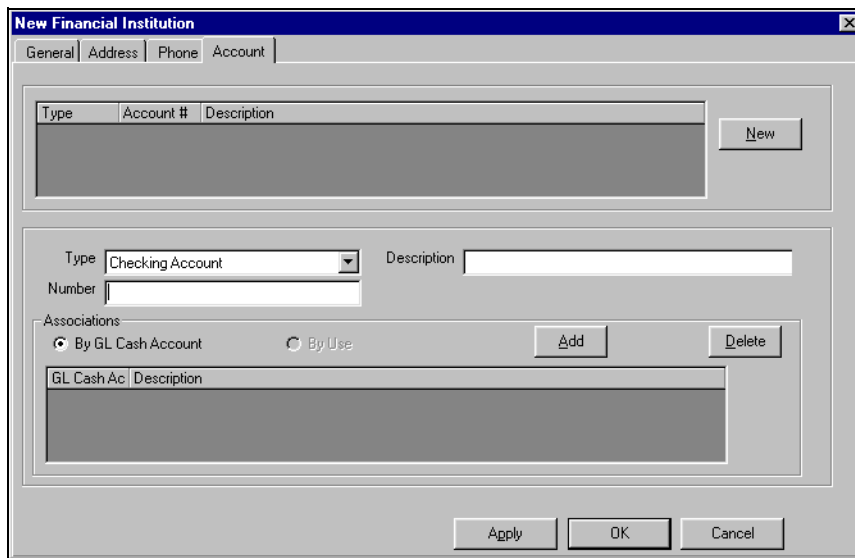 New Financial Institution
General Address Phone Account
Type Account # Description
New
Type Checking Account Description
Number
Associations
By GL Cash Account By Use Add Delete
GL Cash Ac Description
Apply OK Cancel